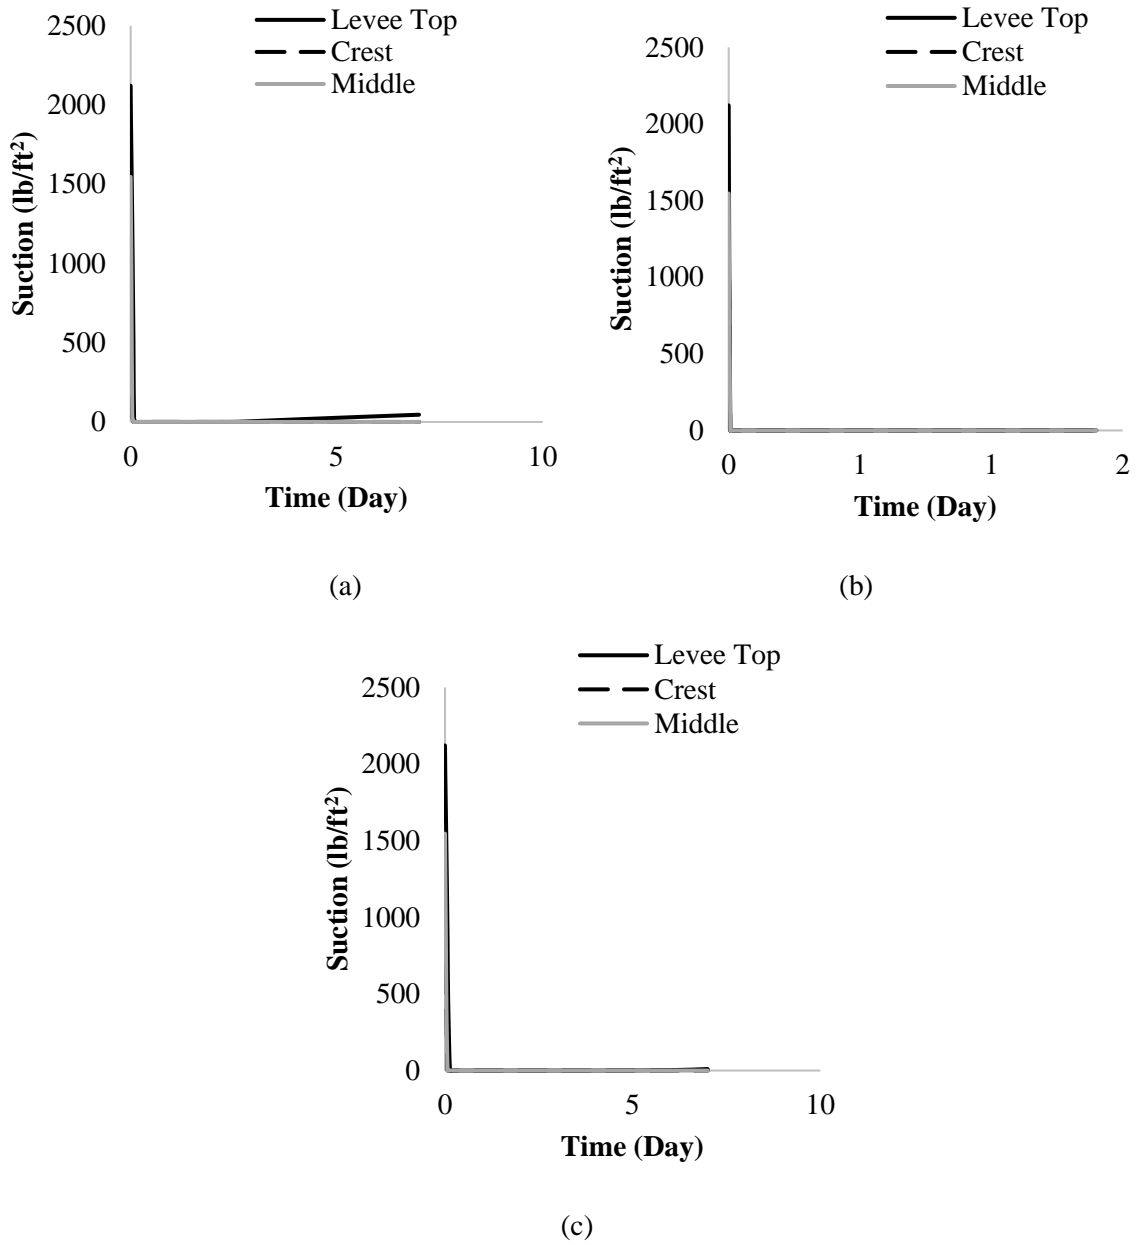 Levee Top
Crest
Middle
2500
2000
1500
1000
500
0
Suction (lb/ft²)
0 5 10
Time (Day)
(a)
Levee Top
Crest
Middle
2500
2000
1500
1000
500
0
Suction (lb/ft²)
0 1 1 2
Time (Day)
(b)
Levee Top
Crest
Middle
2500
2000
1500
1000
500
0
Suction (lb/ft²)
0 5 10
Time (Day)
(c)